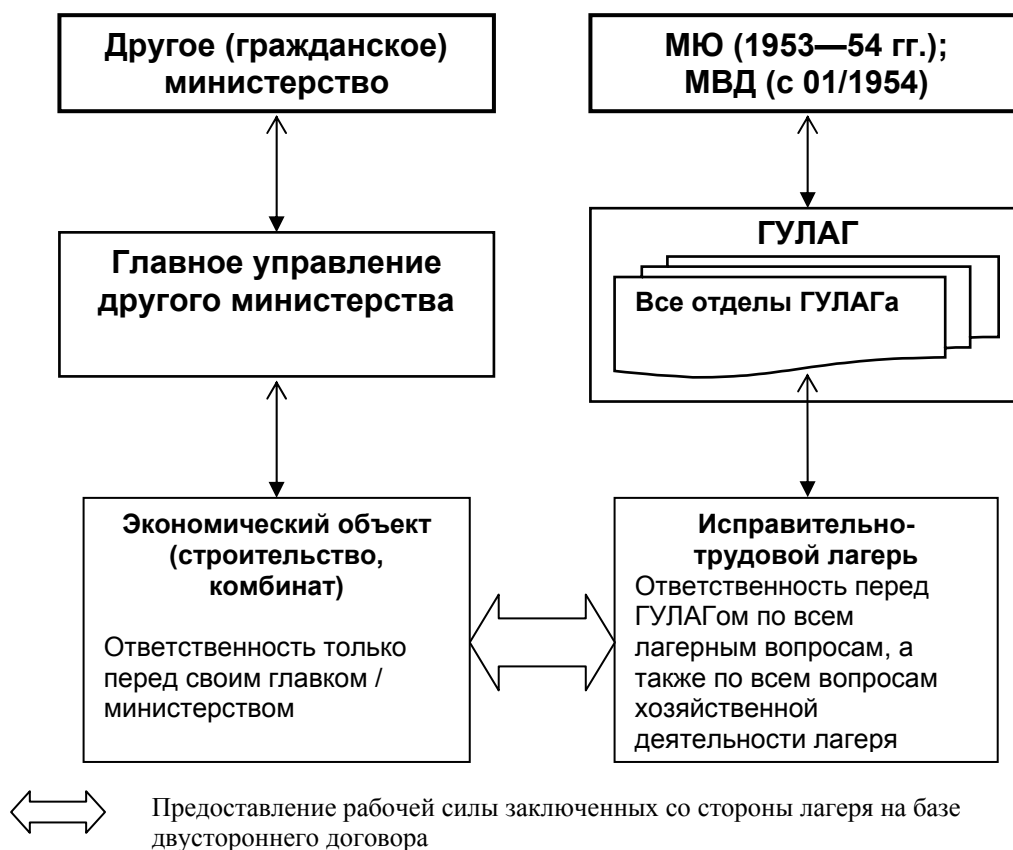 Другое (гражданское)
министерство
МЮ (1953—54 гг.);
МВД (с 01/1954)
Главное управление
другого министерства
ГУЛАГ
Все отделы ГУЛАГа
Экономический объект
(строительство,
комбинат)
Ответственность только
перед своим главком /
министерством
Исправительно-
трудовой лагерь
Ответственность перед
ГУЛАГом по всем
лагерным вопросам, а
также по всем вопросам
хозяйственной
деятельности лагеря
Предоставление рабочей силы заключенных со стороны лагеря на базе
двустороннего договора